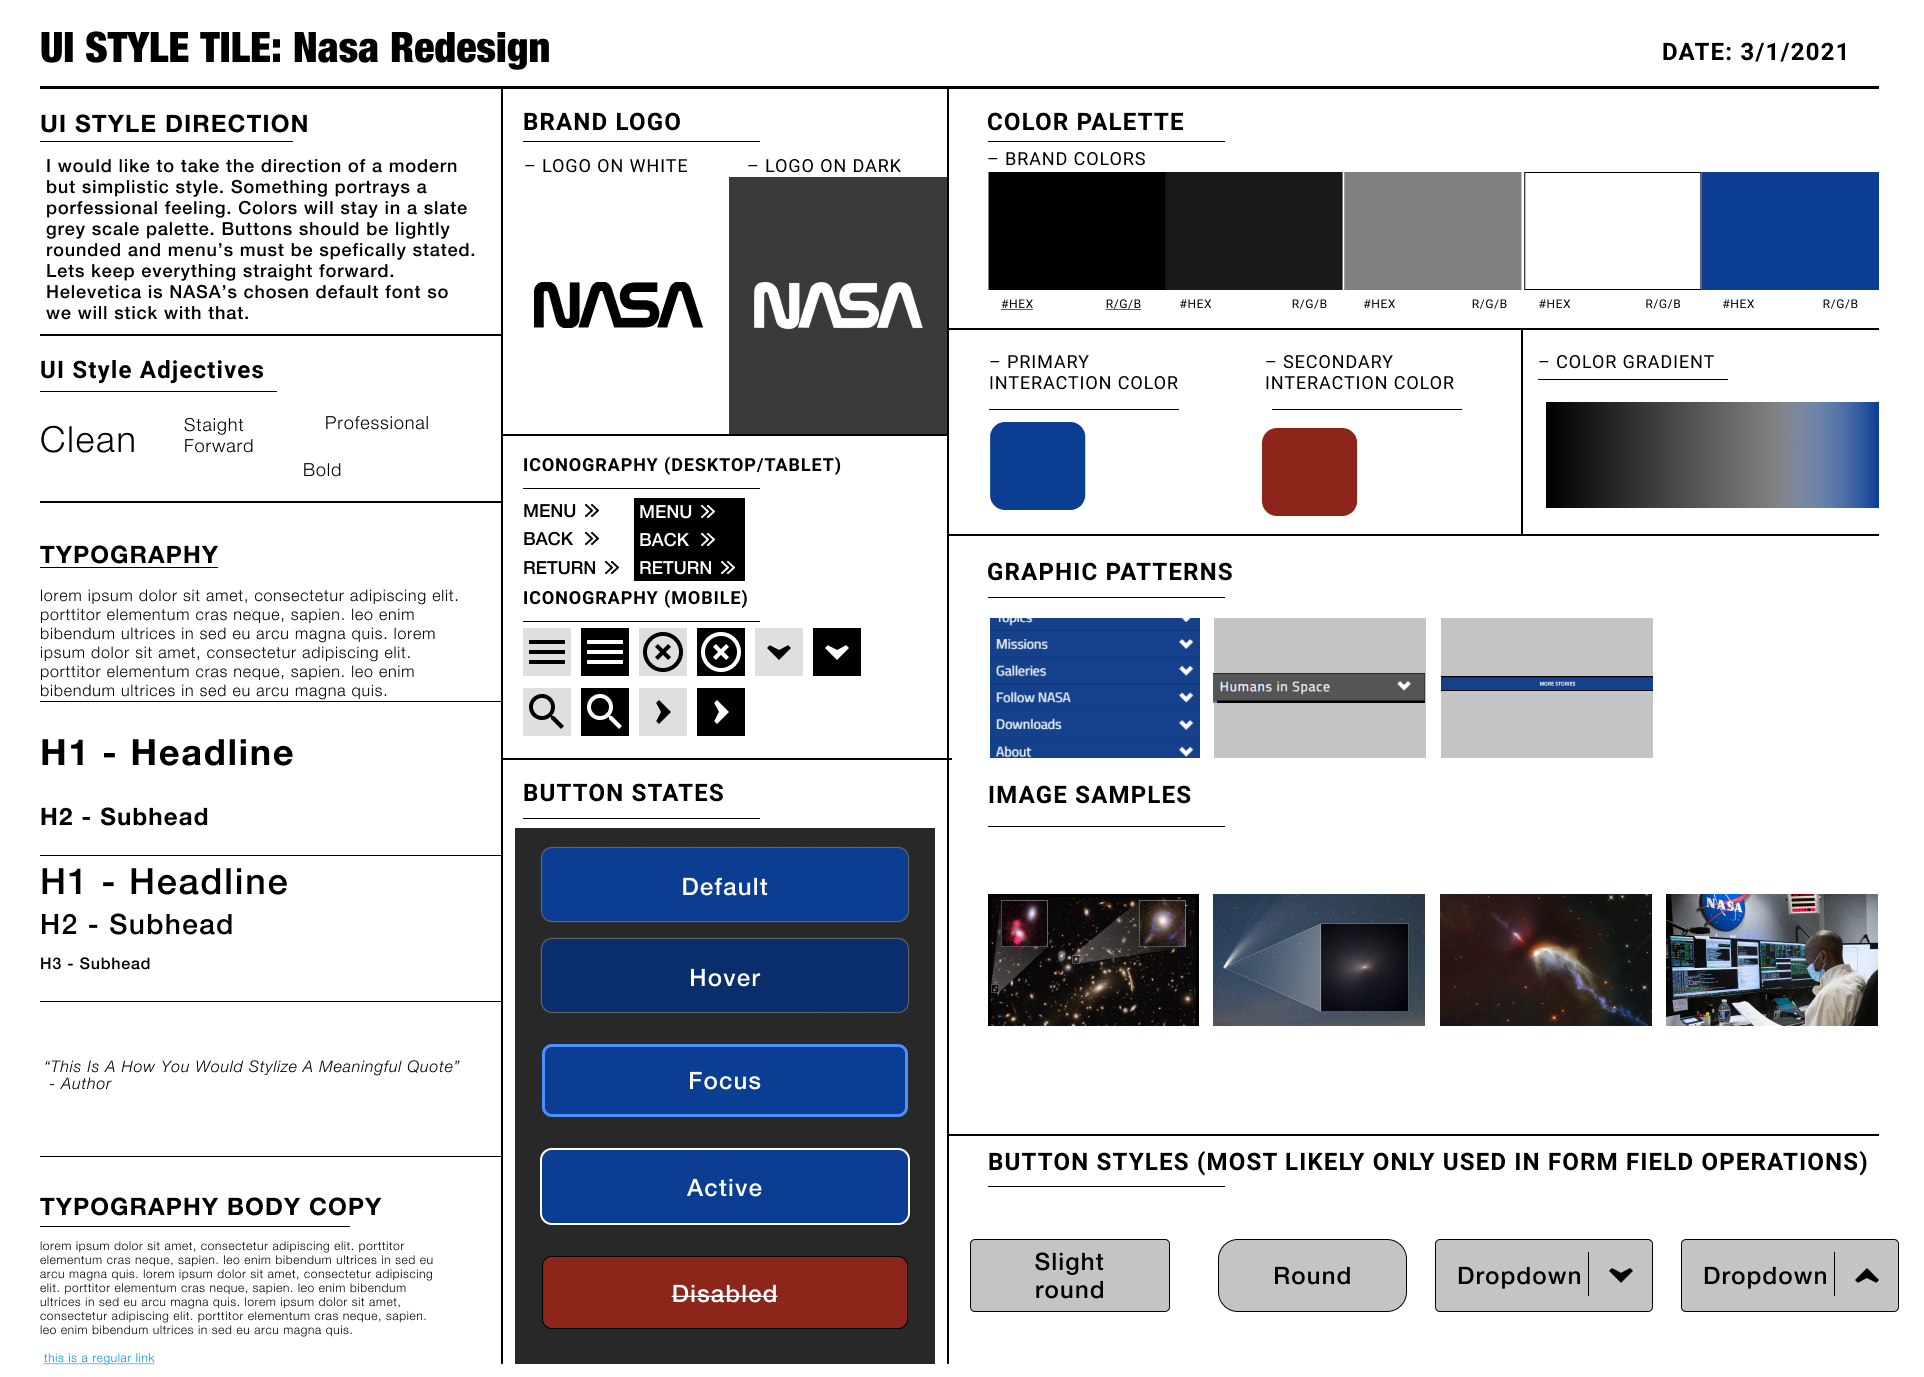 UI STYLE TILE: Nasa Redesign
DATE: 3/1/2021
UI STYLE DIRECTION
I would like to take the direction of a modern
but simplistic style. Something portrays a
porfessional feeling. Colors will stay in a slate
grey scale palette. Buttons should be lightly
rounded and menu's must be spefically stated.
Lets keep everything straight forward.
Helevetica is NASA's chosen default font so
we will stick with that.
UI Style Adjectives
Clean
Staight
Forward
Professional
Bold
TYPOGRAPHY
lorem ipsum dolor sit amet, consectetur adipiscing elit.
porttitor elementum cras neque, sapien. leo enim
bibendum ultrices in sed eu arcu magna quis. lorem
ipsum dolor sit amet, consectetur adipiscing elit.
porttitor elementum cras neque, sapien. leo enim
bibendum ultrices in sed eu arcu magna quis.
H1 - Headline
H2 - Subhead
H1 - Headline
H2 - Subhead
H3 - Subhead
“This Is A How You Would Stylize A Meaningful Quote”
- Author
TYPOGRAPHY BODY COPY
lorem ipsum dolor sit amet, consectetur adipiscing elit. porttitor
elementum cras neque, sapien. leo enim bibendum ultrices in sed eu
arcu magna quis. lorem ipsum dolor sit amet, consectetur adipiscing
elit. porttitor elementum cras neque, sapien. leo enim bibendum
ultrices in sed eu arcu magna quis. lorem ipsum dolor sit amet,
consectetur adipiscing elit. porttitor elementum cras neque, sapien.
leo enim bibendum ultrices in sed eu arcu magna quis.
this is a regular link
BRAND LOGO
– LOGO ON WHITE
– LOGO ON DARK
NASA
NASA
ICONOGRAPHY (DESKTOP/TABLET)
MENU
MENU
BACK
BACK
RETURN
RETURN
ICONOGRAPHY (MOBILE)
BUTTON STATES
Default
Hover
Focus
Active
Disabled
COLOR PALETTE
– BRAND COLORS
#HEX R/G/B #HEX R/G/B #HEX R/G/B #HEX R/G/B #HEX R/G/B
– PRIMARY
INTERACTION COLOR
– SECONDARY
INTERACTION COLOR
– COLOR GRADIENT
GRAPHIC PATTERNS
Topics
Missions
Galleries
Follow NASA
Downloads
About
Humans in Space
MORE STORIES
IMAGE SAMPLES
NASA
BUTTON STYLES (MOST LIKELY ONLY USED IN FORM FIELD OPERATIONS)
Slight
round
Round
Dropdown
Dropdown